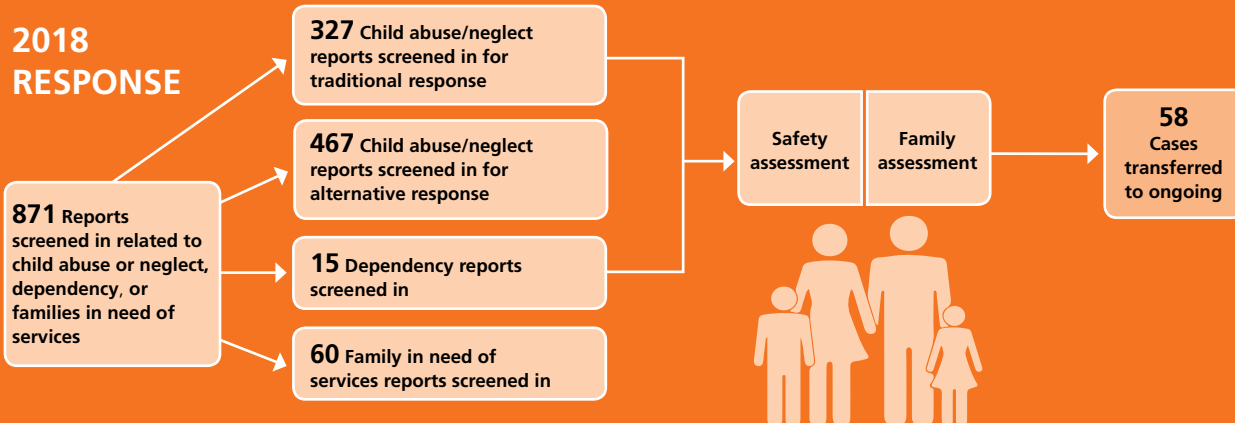 2018
RESPONSE
871 Reports
screened in related to
child abuse or neglect,
dependency, or
families in need of
services
327 Child abuse/neglect
reports screened in for
traditional response
467 Child abuse/neglect
reports screened in for
alternative response
15 Dependency reports
screened in
60 Family in need of
services reports screened in
Safety
assessment
Family
assessment
58
Cases
transferred
to ongoing